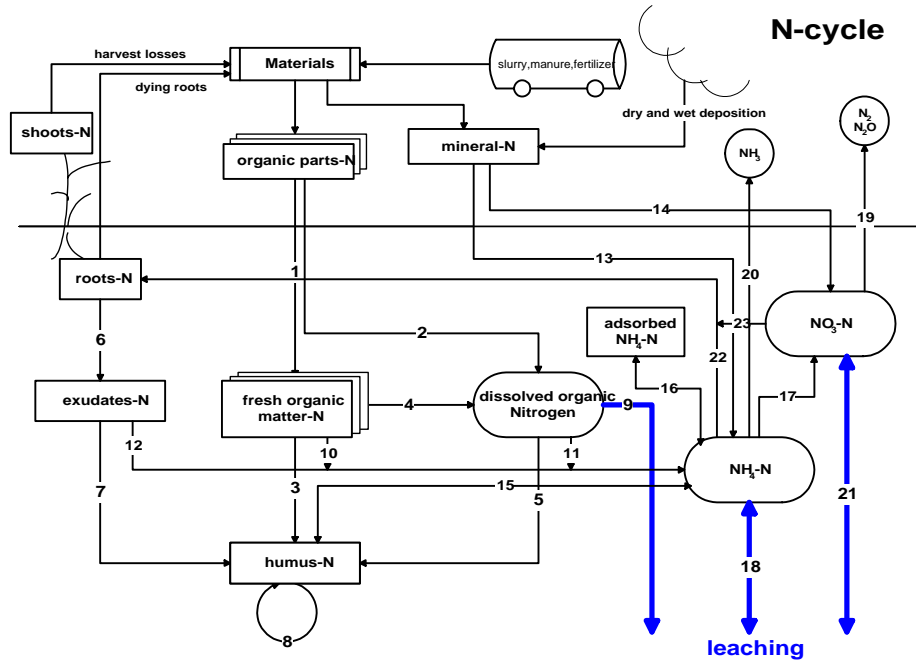 N-cycle
harvest losses
Materials
slurry,manure,fertilizer
dying roots
dry and wet deposition
N₂
N₂O
shoots-N
organic parts-N
mineral-N
NH₃
14
19
1
13
20
roots-N
2
adsorbed
NH₄-N
23
NO₃-N
6
22
16
17
exudates-N
fresh organic
matter-N
4
dissolved organic
Nitrogen
9
12
10
11
NH₄-N
7
3
15
5
21
humus-N
18
8
leaching